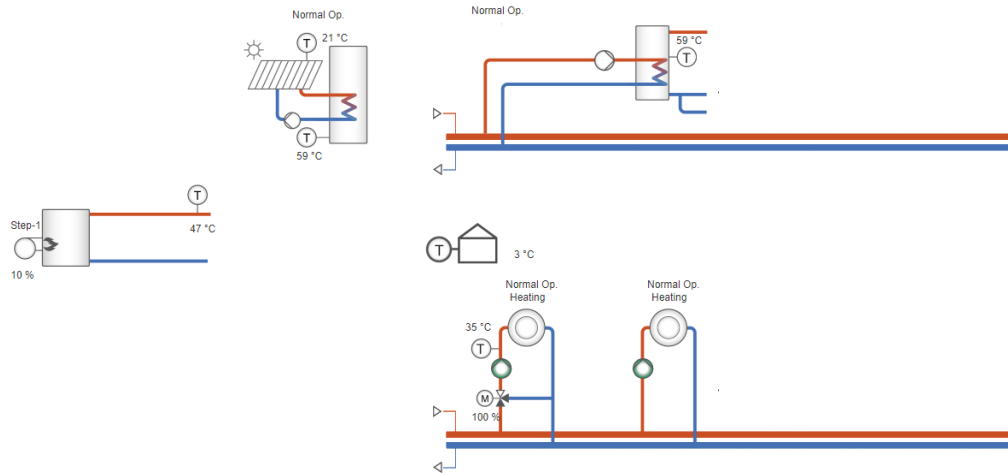 Normal Op.
T
21 °C
T
59 °C
Normal Op.
59 °C
T
T
47 °C
Step-1
10 %
T
3 °C
Normal Op.
Heating
35 °C
T
M
100 %
Normal Op.
Heating